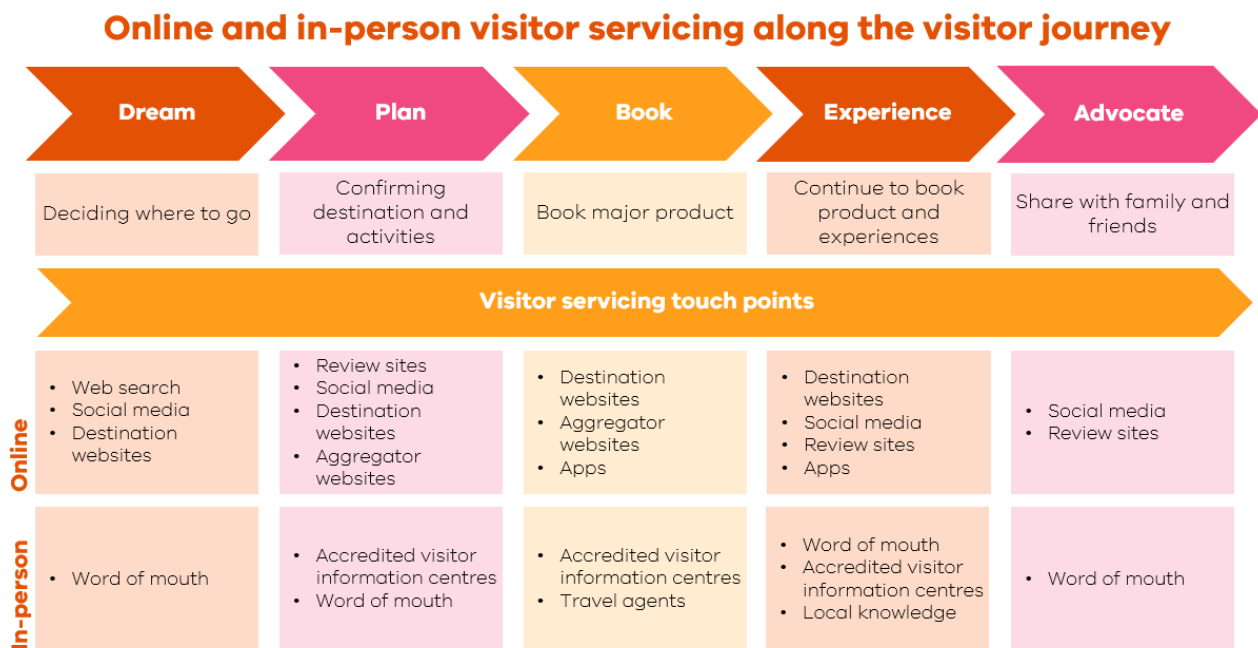 Online and in-person visitor servicing along the visitor journey
Dream
Plan
Book
Experience
Advocate
Deciding where to go
Confirming
destination and
activities
Book major product
Continue to book
product and
experiences
Share with family and
friends
Visitor servicing touch points
Online
• Web search
• Social media
• Destination
websites
• Review sites
• Social media
• Destination
websites
• Aggregator
websites
• Destination
websites
• Aggregator
websites
• Apps
• Destination
websites
• Social media
• Review sites
• Apps
• Social media
• Review sites
In-person
• Word of mouth
• Accredited visitor
information centres
• Word of mouth
• Accredited visitor
information centres
• Travel agents
• Word of mouth
• Accredited visitor
information centres
• Local knowledge
• Word of mouth